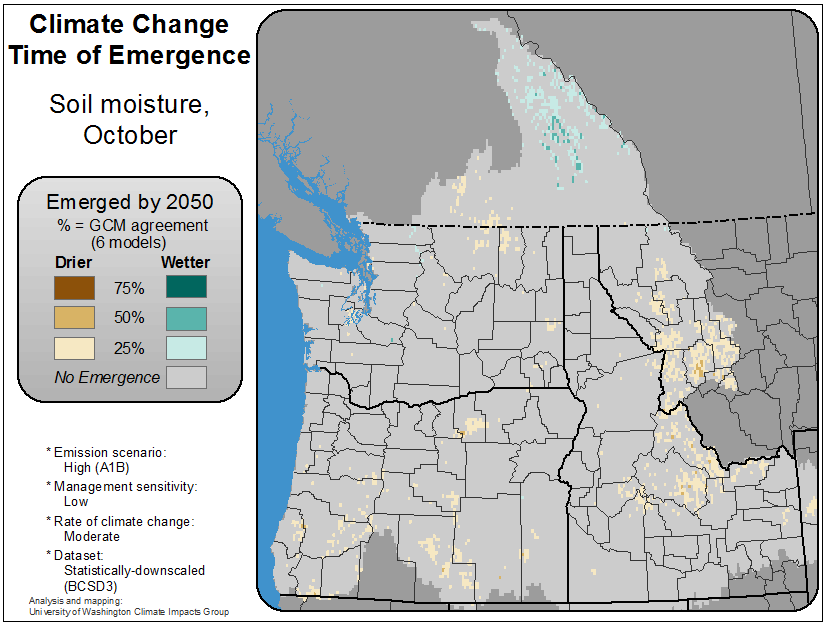 Climate Change
Time of Emergence
Soil moisture,
October
Emerged by 2050
% = GCM agreement
(6 models)
Drier Wetter
75%
50%
25%
No Emergence
* Emission scenario:
High (A1B)
* Management sensitivity:
Low
* Rate of climate change:
Moderate
* Dataset:
Statistically-downscaled
(BCSD3)
Analysis and mapping:
University of Washington Climate Impacts Group